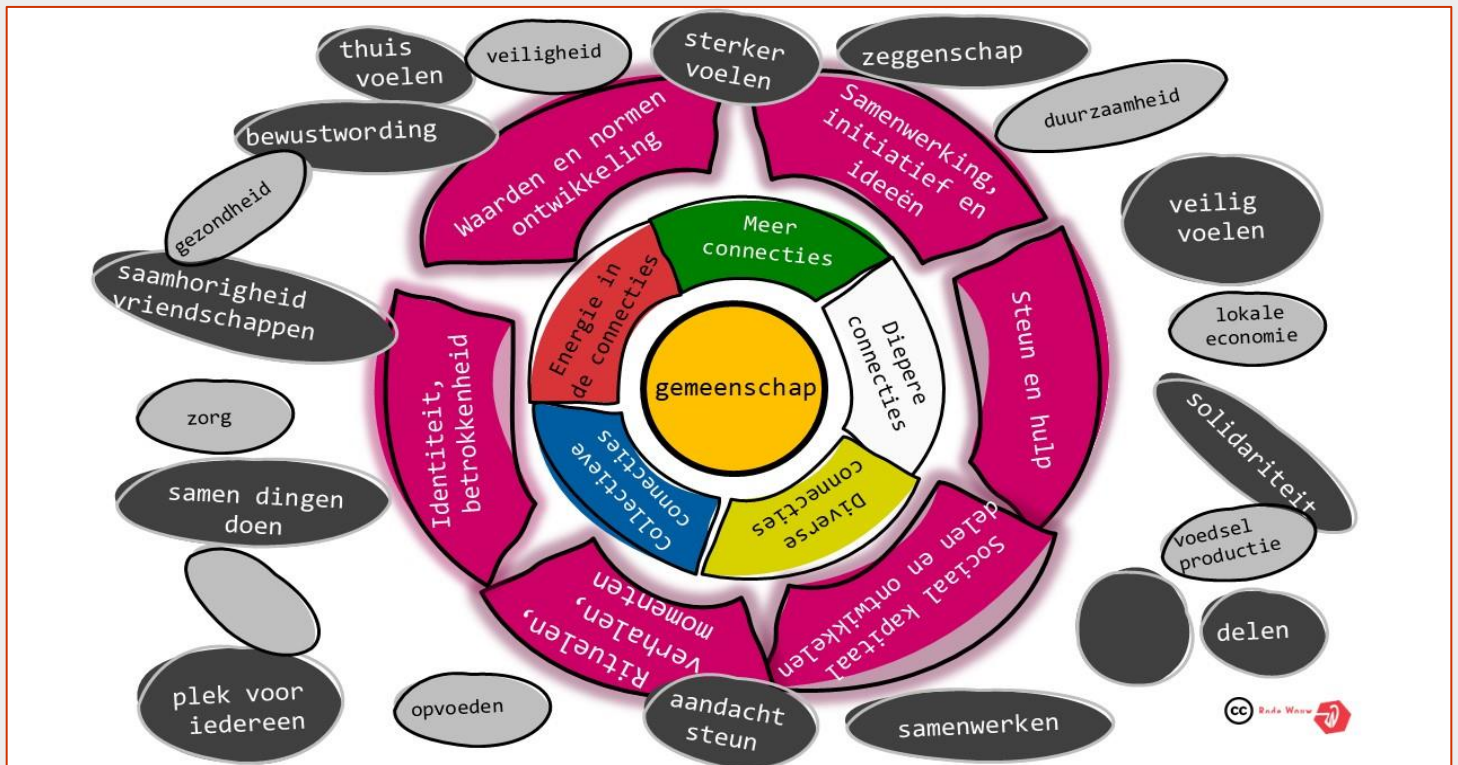 thuis
voelen
veiligheid
sterker
voelen
zeggenschap
duurzaamheid
bewustwording
gezondheid
saamhorigheid
vriendschappen
zorg
samen dingen
doen
plek voor
iedereen
opvoeden
aandacht
steun
samenwerken
delen
voedsel
productie
solidariteit
lokale
economie
veilig
voelen
Waarden en normen
ontwikkeling
Samenwerking,
initiatief en
ideeën
Steun en hulp
Sociaal kapitaal
delen en ontwikkelen
Rituelen,
verhalen,
momenten
Identiteit,
betrokkenheid
Energie in
de connecties
Meer
connecties
Diepere
connecties
Diverse
connecties
Collectieve
connecties
gemeenschap
cc
Rode Wouw